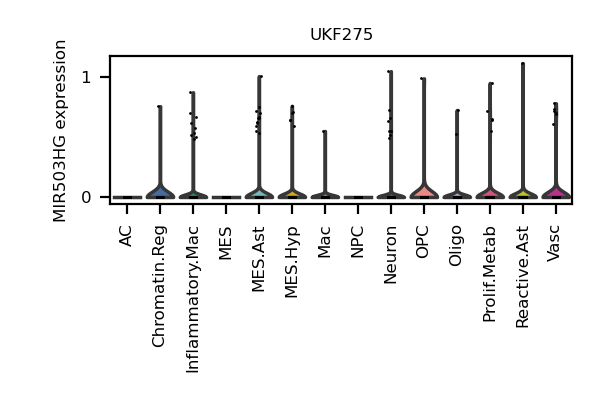 UKF275
MIR503HG expression
1
0
AC
Chromatin.Reg
Inflammatory.Mac
MES
MES.Ast
MES.Hyp
Mac
NPC
Neuron
OPC
Oligo
Prolif.Metab
Reactive.Ast
Vasc